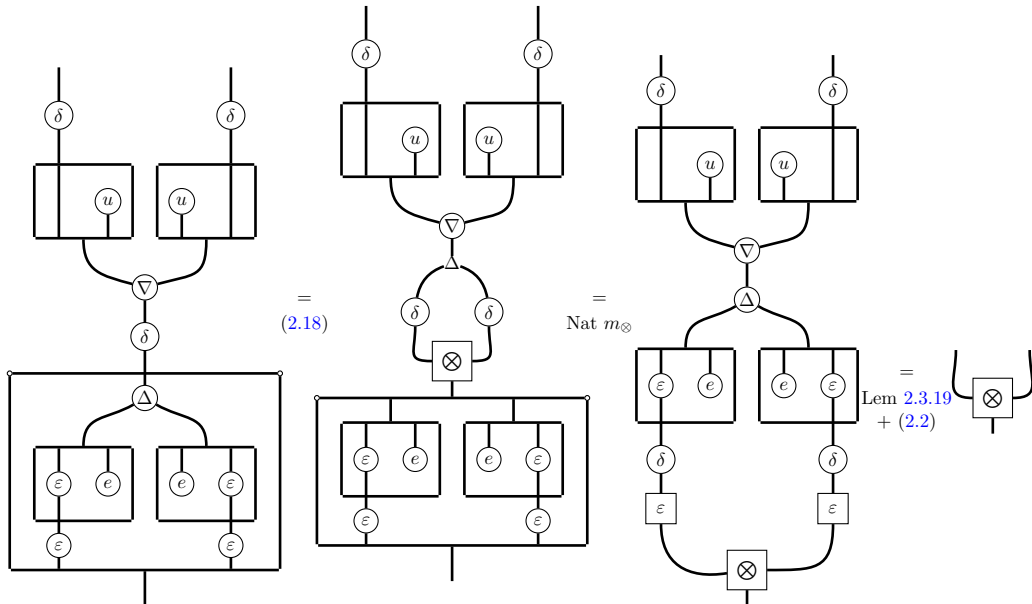 δ δ
u u
∇
δ
Δ
ε e e ε
ε ε
=
(2.18)
δ δ
u u
∇
Δ
δ δ
⊗
ε e e ε
ε ε
=
Nat m⊗
δ δ
u u
∇
Δ
ε e e ε
δ δ
ε ε
⊗
=
Lem 2.3.19
+ (2.2)
⊗